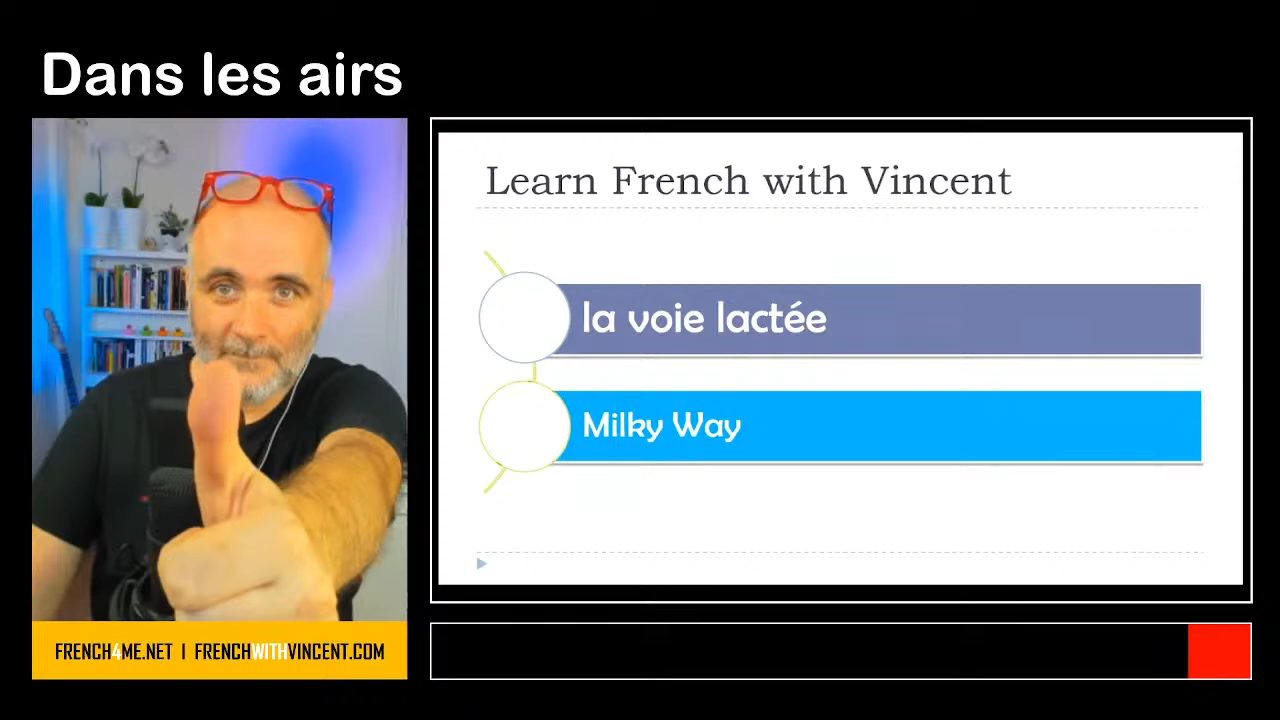 Dans les airs
Learn French with Vincent
la voie lactée
Milky Way
FRENCH4ME.NET | FRENCHWITHVINCENT.COM